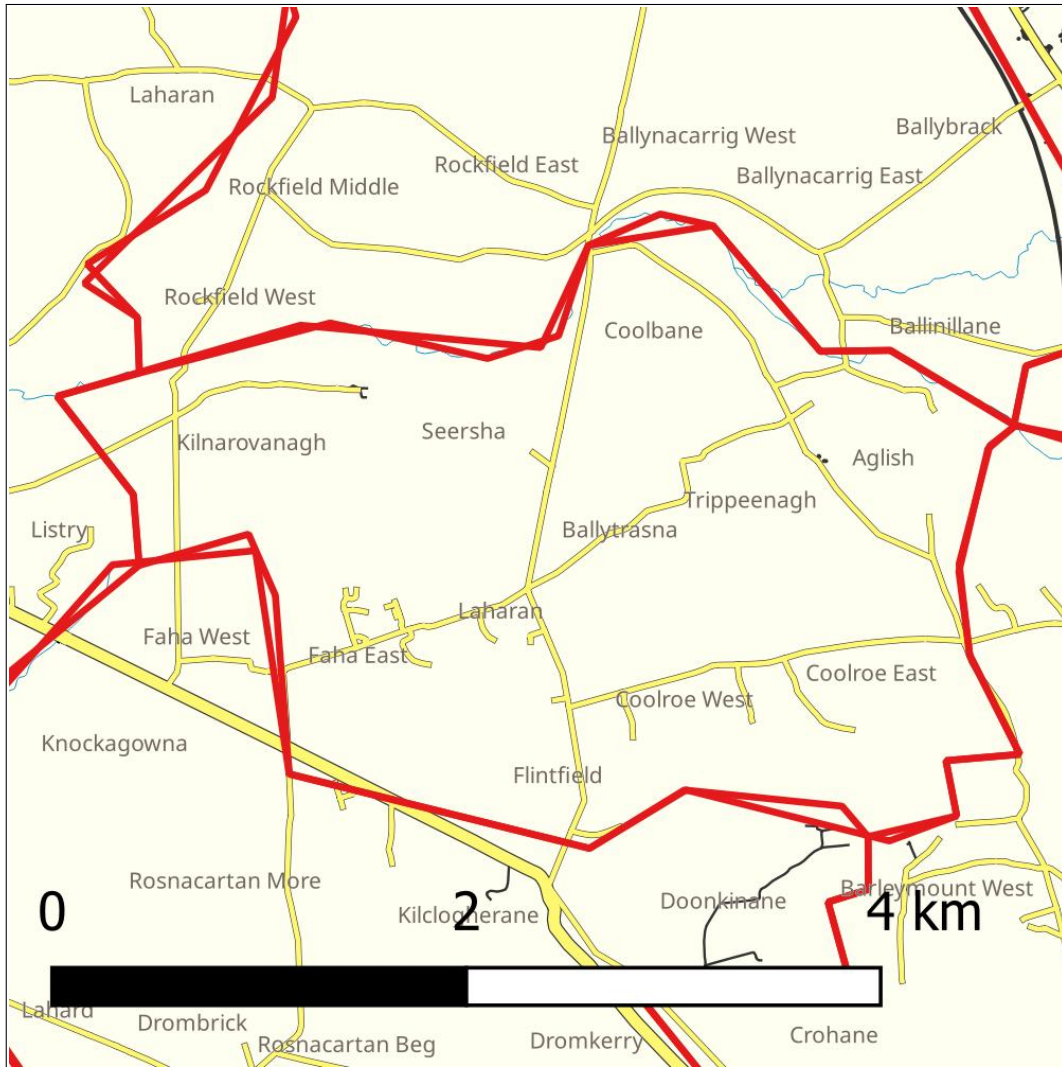 Laharan
Ballynacarrig West
Ballybrack
Rockfield East
Ballynacarrig East
Rockfield Middle
Rockfield West
Coolbane
Ballinillane
Seersha
Kilnarovanagh
Aglish
Trippeenagh
Listry
Ballytrasna
Laharan
Faha West
Faha East
Coolroe East
Coolroe West
Knockagowna
Flintfield
Rosnacartan More
Barleymount West
Doonkinane
Kilclogherane
0 2 4 km
Lahard
Drombrick
Crohane
Dromkerry
Rosnacartan Beg